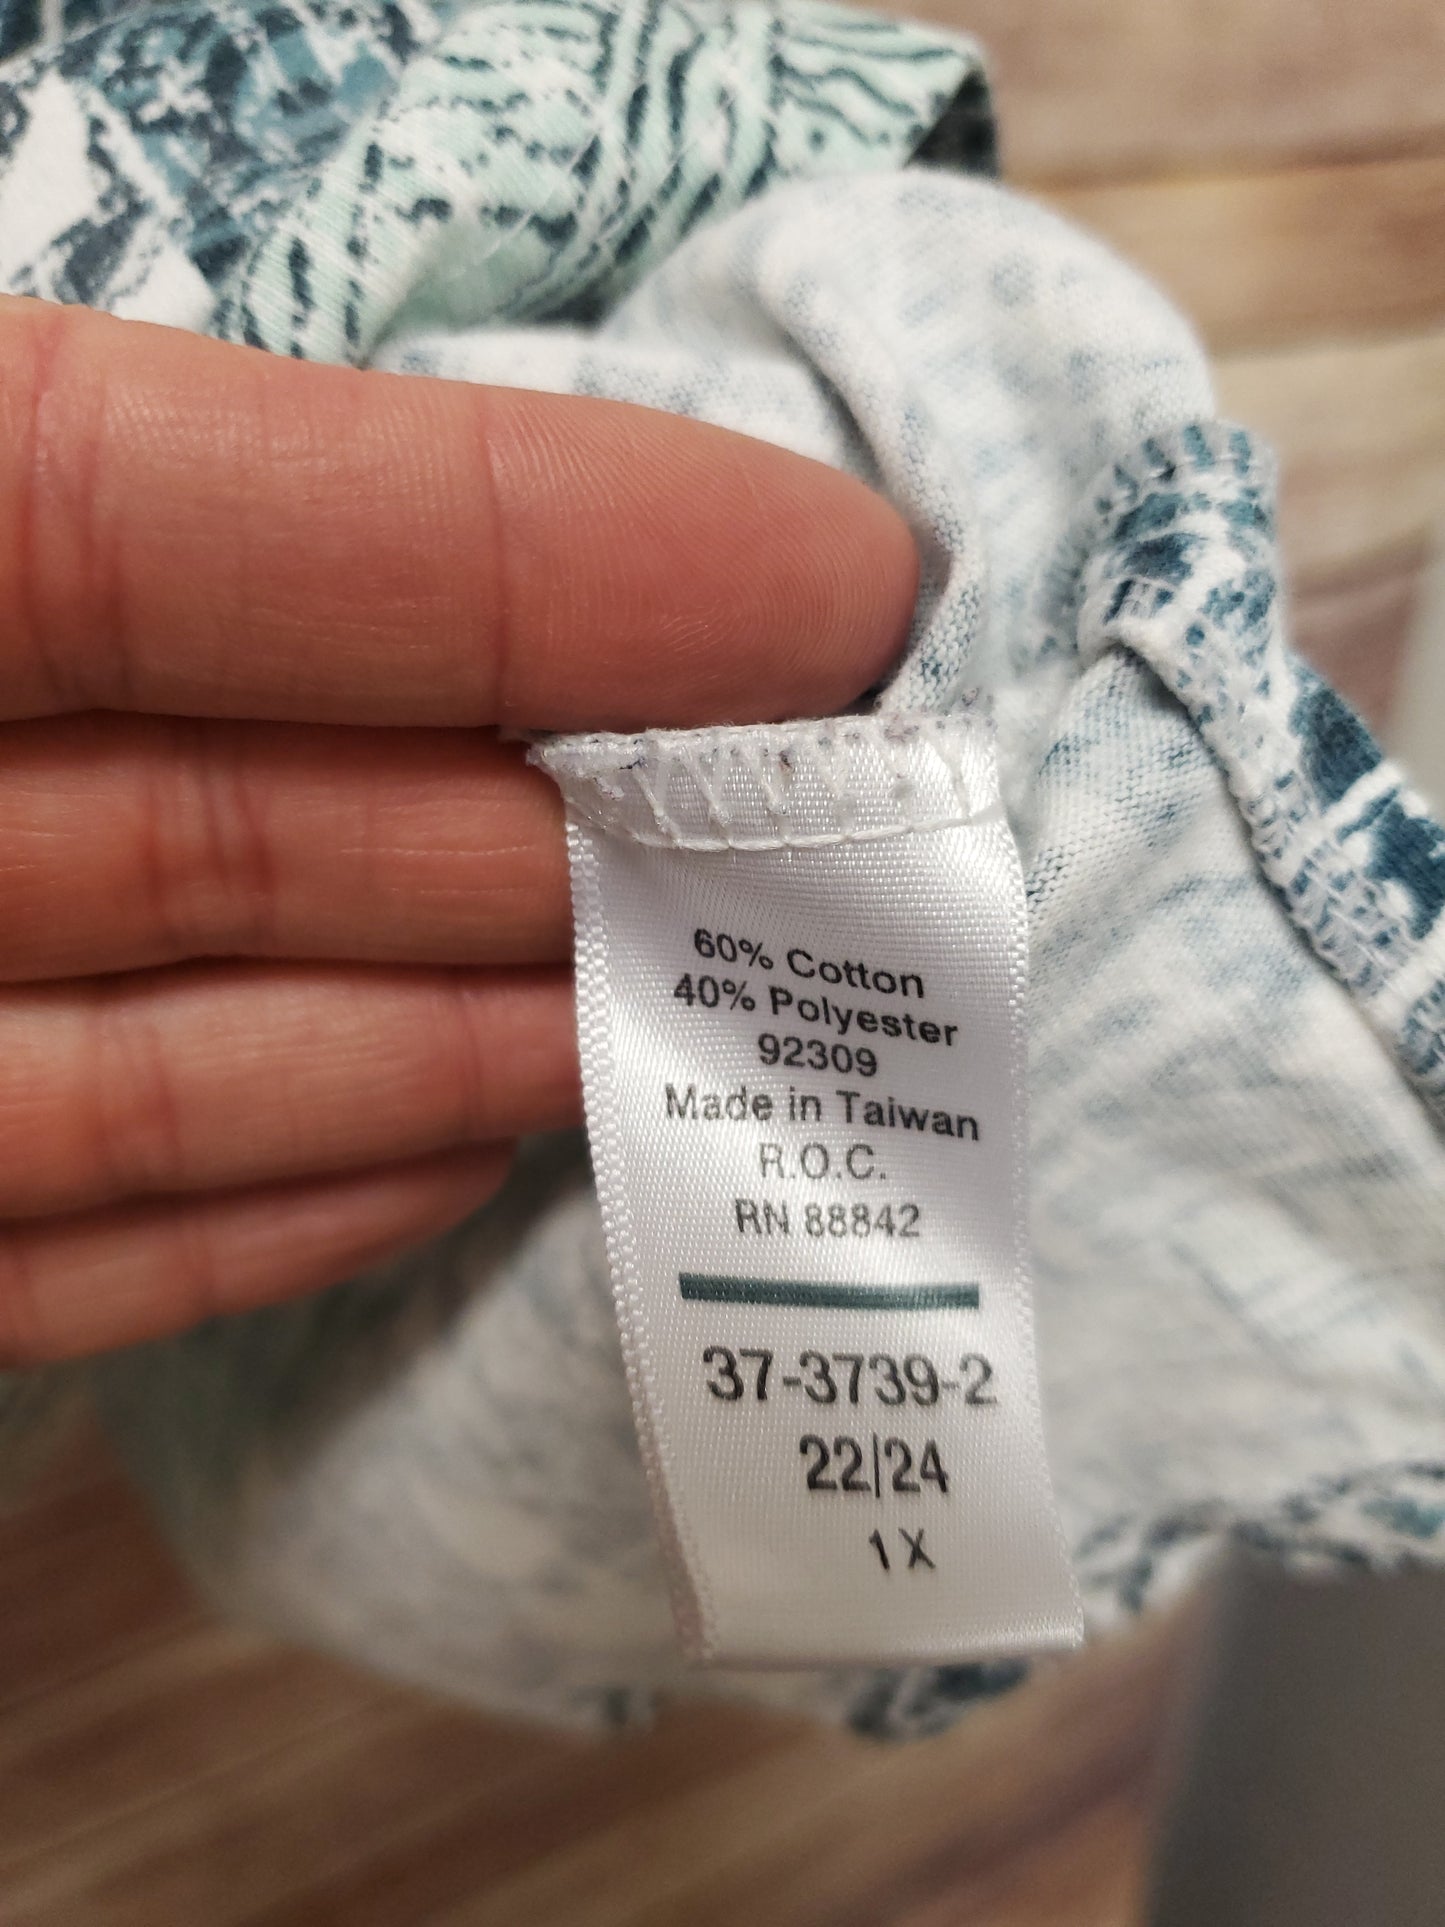 60% Cotton
40% Polyester
92309
Made in Taiwan
R.O.C.
RN 88842
37-3739-2
22/24
1X